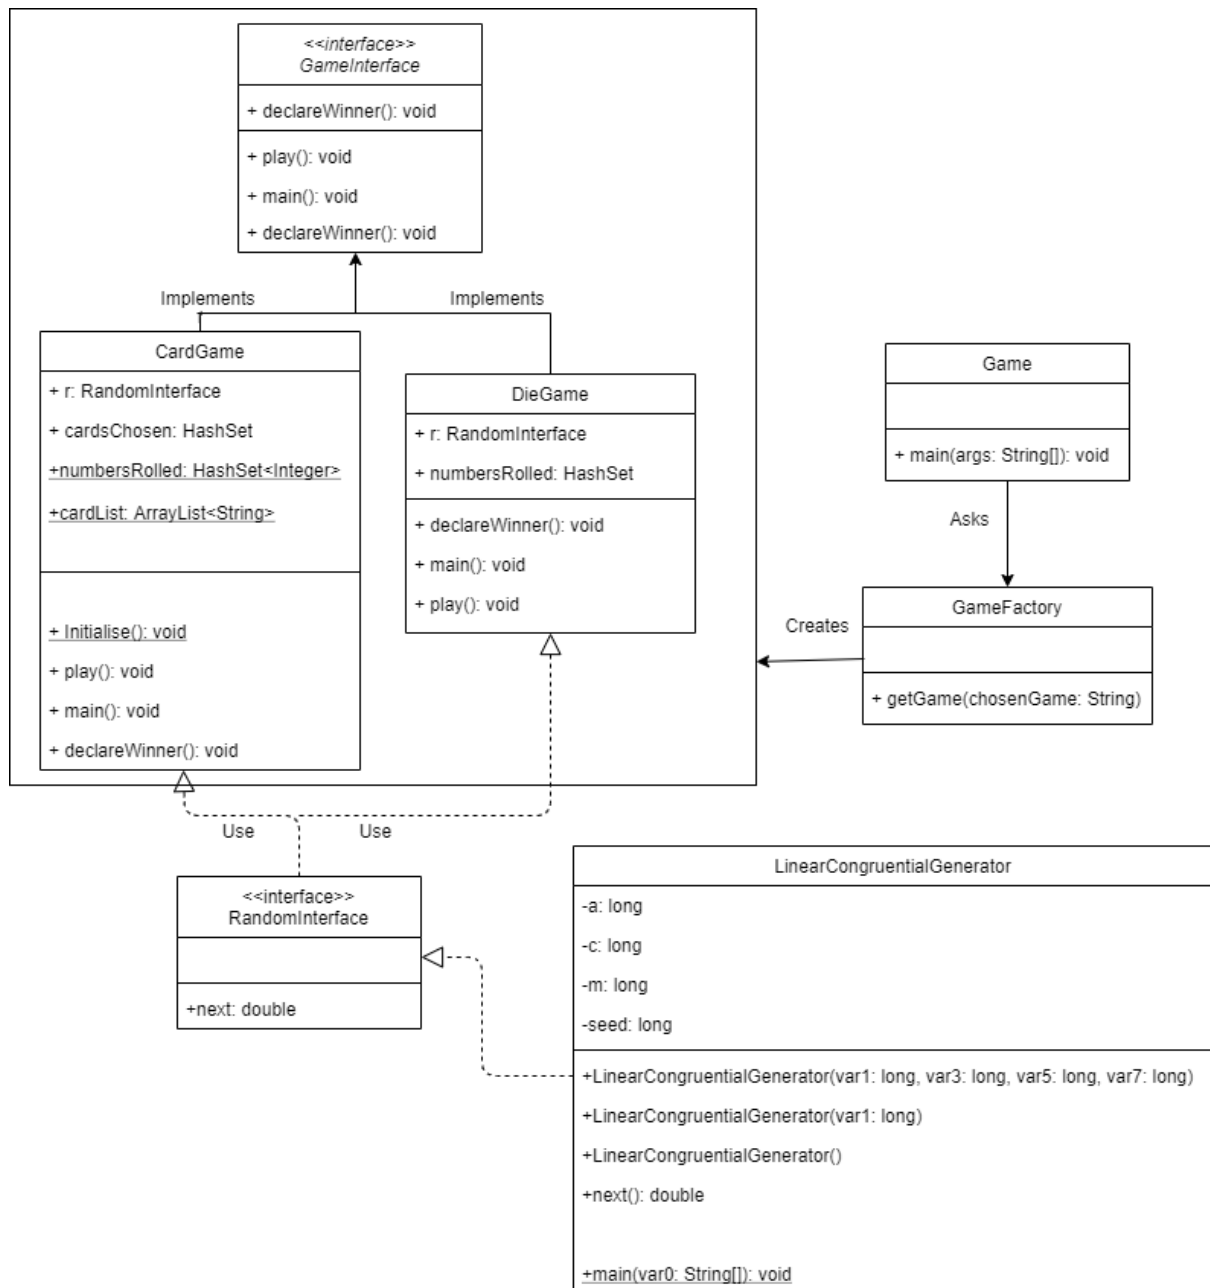 <<interface>>
GameInterface
+ declareWinner(): void
+ play(): void
+ main(): void
+ declareWinner(): void
Implements
Implements
CardGame
+ r: RandomInterface
+ cardsChosen: HashSet
+numbersRolled: HashSet<Integer>
+cardList: ArrayList<String>
+ Initialise(): void
+ play(): void
+ main(): void
+ declareWinner(): void
DieGame
+ r: RandomInterface
+ numbersRolled: HashSet
+ declareWinner(): void
+ main(): void
+ play(): void
Game
+ main(args: String[]): void
Asks
GameFactory
+ getGame(chosenGame: String)
Creates
Use
Use
<<interface>>
RandomInterface
+next: double
LinearCongruentialGenerator
-a: long
-c: long
-m: long
-seed: long
+LinearCongruentialGenerator(var1: long, var3: long, var5: long, var7: long)
+LinearCongruentialGenerator(var1: long)
+LinearCongruentialGenerator()
+next(): double
+main(var0: String[]): void